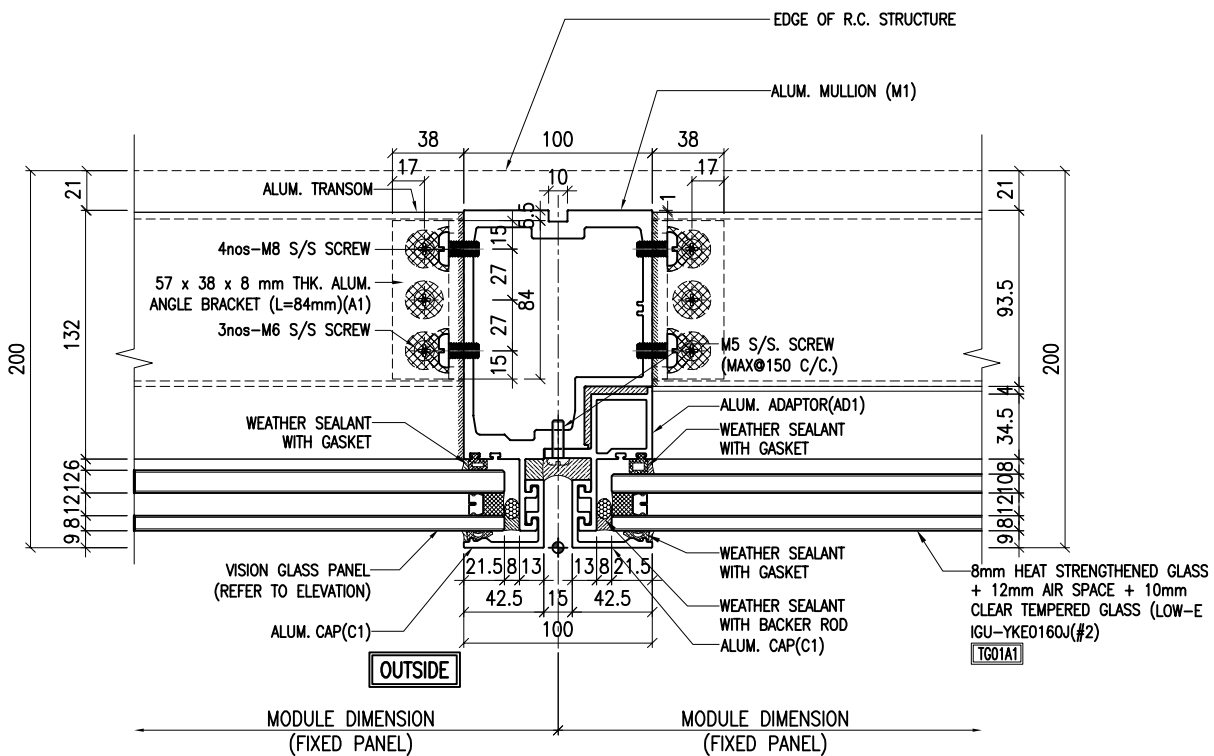 EDGE OF R.C. STRUCTURE
ALUM. MULLION (M1)
38
100
38
17
10
17
21
ALUM. TRANSOM
5.5
1
21
15
4nos-M8 S/S SCREW
57 x 38 x 8 mm THK. ALUM.
ANGLE BRACKET (L=84mm)(A1)
27
84
93.5
132
200
3nos-M6 S/S SCREW
27
15
M5 S/S. SCREW
(MAX@150 C/C.)
200
4
ALUM. ADAPTOR(AD1)
34.5
WEATHER SEALANT
WITH GASKET
WEATHER SEALANT
WITH GASKET
6
12
12
8
9
8
10
12
8
9
VISION GLASS PANEL
(REFER TO ELEVATION)
21.5
8
13
13
8
21.5
WEATHER SEALANT
WITH GASKET
8mm HEAT STRENGTHENED GLASS
+ 12mm AIR SPACE + 10mm
CLEAR TEMPERED GLASS (LOW-E
IGU-YKE0160J(#2)
TG01A1
42.5
15
42.5
WEATHER SEALANT
WITH BACKER ROD
ALUM. CAP(C1)
100
ALUM. CAP(C1)
OUTSIDE
MODULE DIMENSION
(FIXED PANEL)
MODULE DIMENSION
(FIXED PANEL)